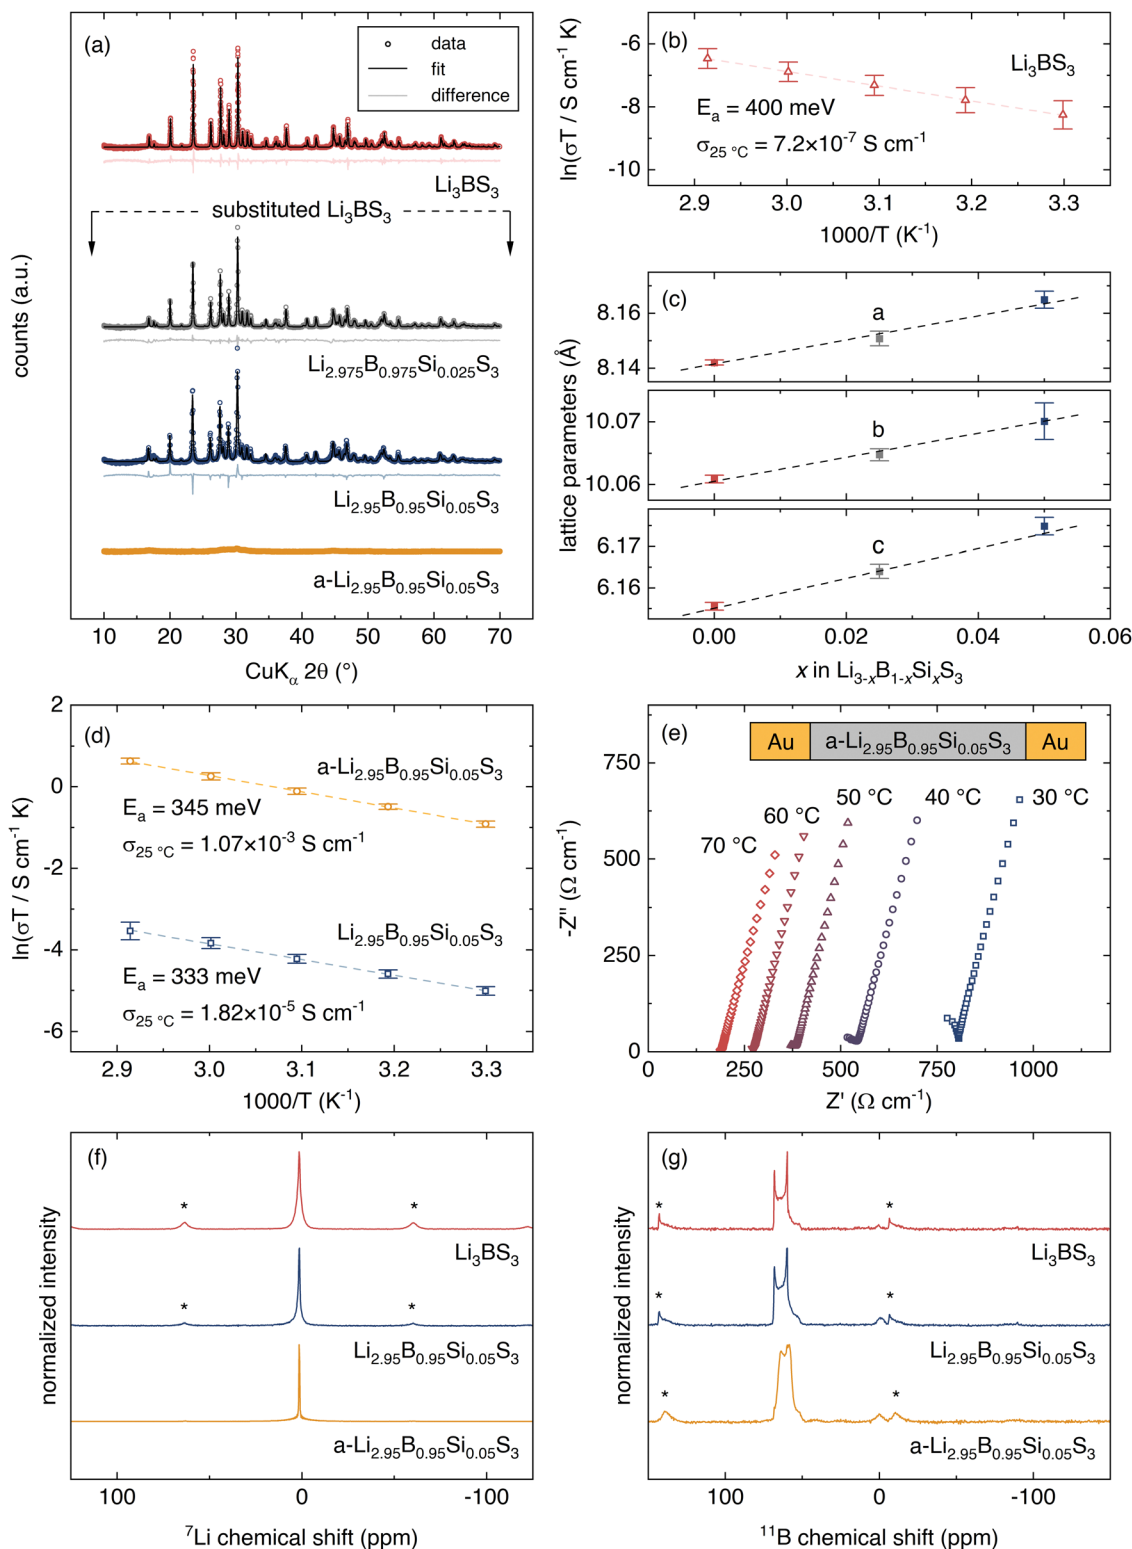 (a)
data
fit
difference
Li₃BS₃
substituted Li₃BS₃
Li₂.₉₇₅B₀.₉₇₅Si₀.₀₂₅S₃
Li₂.₉₅B₀.₉₅Si₀.₀₅S₃
a-Li₂.₉₅B₀.₉₅Si₀.₀₅S₃
counts (a.u.)
10 20 30 40 50 60 70
CuKα 2θ (°)
(b)
Li₃BS₃
Eₐ = 400 meV
σ₂₅ °C = 7.2×10⁻⁷ S cm⁻¹
ln(σT / S cm⁻¹ K)
-6
-8
-10
2.9 3.0 3.1 3.2 3.3
1000/T (K⁻¹)
(c)
a
8.16
8.14
b
10.07
10.06
c
6.17
6.16
lattice parameters (Å)
0.00 0.02 0.04 0.06
x in Li₃₋ₓB₁₋ₓSiₓS₃
(d)
2
0
-2
-4
-6
ln(σT / S cm⁻¹ K)
a-Li₂.₉₅B₀.₉₅Si₀.₀₅S₃
Eₐ = 345 meV
σ₂₅ °C = 1.07×10⁻³ S cm⁻¹
Li₂.₉₅B₀.₉₅Si₀.₀₅S₃
Eₐ = 333 meV
σ₂₅ °C = 1.82×10⁻⁵ S cm⁻¹
2.9 3.0 3.1 3.2 3.3
1000/T (K⁻¹)
(e)
Au a-Li₂.₉₅B₀.₉₅Si₀.₀₅S₃ Au
70 °C 60 °C 50 °C 40 °C 30 °C
750
500
250
0
-Z'' (Ω cm⁻¹)
0 250 500 750 1000
Z' (Ω cm⁻¹)
(f)
* *
Li₃BS₃
* *
Li₂.₉₅B₀.₉₅Si₀.₀₅S₃
a-Li₂.₉₅B₀.₉₅Si₀.₀₅S₃
normalized intensity
100 0 -100
⁷Li chemical shift (ppm)
(g)
* *
Li₃BS₃
* *
Li₂.₉₅B₀.₉₅Si₀.₀₅S₃
* *
a-Li₂.₉₅B₀.₉₅Si₀.₀₅S₃
normalized intensity
100 0 -100
¹¹B chemical shift (ppm)